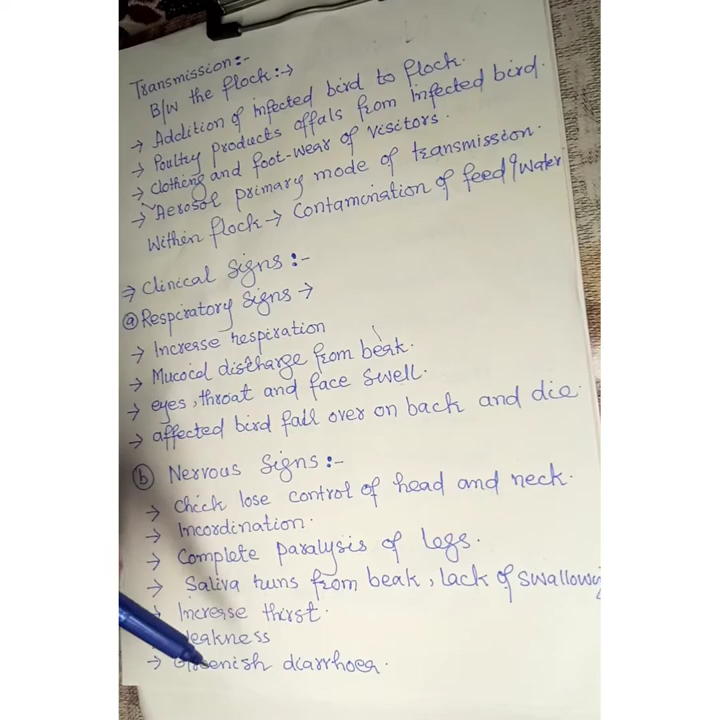 Transmission:-
B/W the flock:→
→ Addition of infected bird to flock.
→ Poultry products offals from infected bird.
→ Clothing and foot-wear of visitors.
→ Aerosol primary mode of transmission.
Within flock → Contamination of feed & water
→ Clinical signs:-
ⓐ Respiratory signs →
→ Increase respiration
→ Mucoid discharge from beak.
→ eyes, throat and face swell.
→ affected bird fall over on back and die.
ⓑ Nervous signs:-
→ Chick lose control of head and neck.
→ Incordination.
→ Complete paralysis of legs.
→ Saliva runs from beak, lack of swallowing
→ Increase thirst.
weakness
→ Greenish diarrhoea.